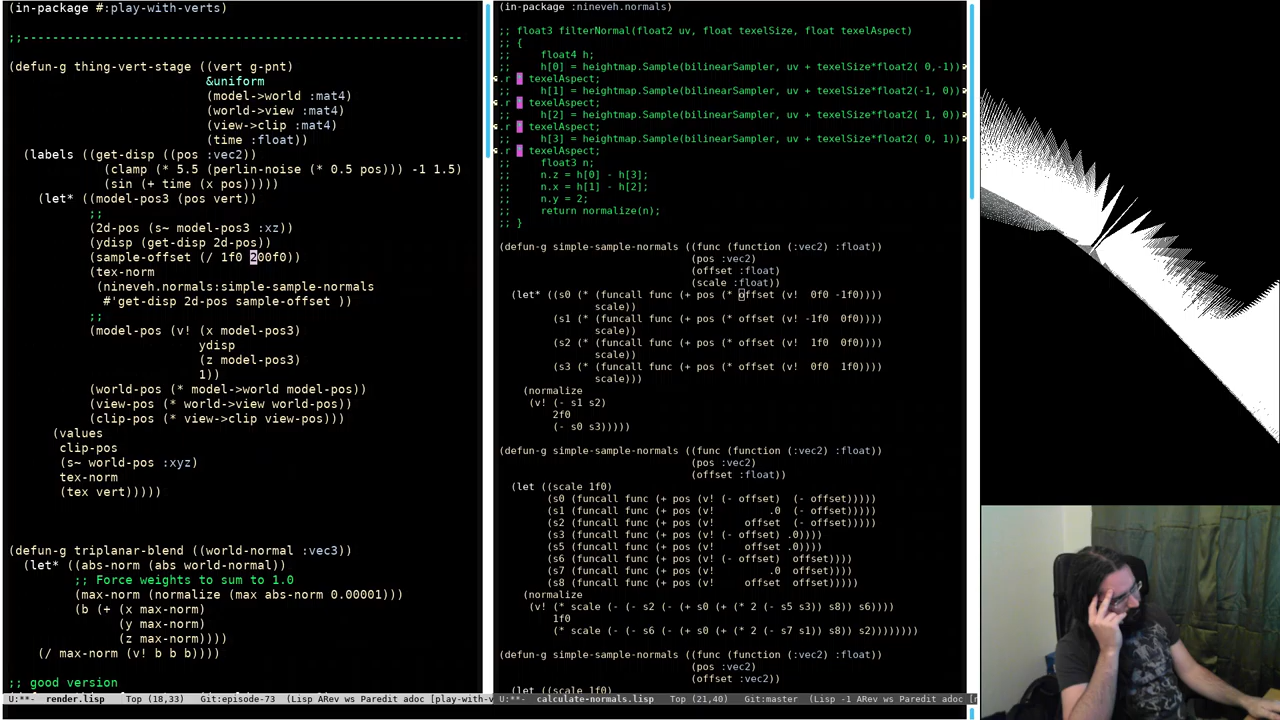 (in-package #:play-with-verts)
;;----------------------------------------------------------
(defun-g thing-vert-stage ((vert g-pnt)
&uniform
(model->world :mat4)
(world->view :mat4)
(view->clip :mat4)
(time :float))
(labels ((get-disp ((pos :vec2))
(clamp (* 5.5 (perlin-noise (* 0.5 pos))) -1 1.5)
(sin (+ time (x pos)))))
(let* ((model-pos3 (pos vert))
;;
(2d-pos (s~ model-pos3 :xz))
(ydisp (get-disp 2d-pos))
(sample-offset (/ 1f0 200f0))
(tex-norm
(nineveh.normals:simple-sample-normals
#'get-disp 2d-pos sample-offset ))
;;
(model-pos (v! (x model-pos3)
ydisp
(z model-pos3)
1))
(world-pos (* model->world model-pos))
(view-pos (* world->view world-pos))
(clip-pos (* view->clip view-pos)))
(values
clip-pos
(s~ world-pos :xyz)
tex-norm
(tex vert)))))
(defun-g triplanar-blend ((world-normal :vec3))
(let* ((abs-norm (abs world-normal))
;; Force weights to sum to 1.0
(max-norm (normalize (max abs-norm 0.00001)))
(b (+ (x max-norm)
(y max-norm)
(z max-norm))))
(/ max-norm (v! b b b))))
;; good version
U:**- render.lisp Top (18,33) Git:episode-73 (Lisp ARev ws Paredit adoc [play-with-v
(in-package :nineveh.normals)
;; float3 filterNormal(float2 uv, float texelSize, float texelAspect)
;; {
;; float4 h;
;; h[0] = heightmap.Sample(bilinearSampler, uv + texelSize*float2( 0,-1))
.r * texelAspect;
;; h[1] = heightmap.Sample(bilinearSampler, uv + texelSize*float2(-1, 0))
.r * texelAspect;
;; h[2] = heightmap.Sample(bilinearSampler, uv + texelSize*float2( 1, 0))
.r * texelAspect;
;; h[3] = heightmap.Sample(bilinearSampler, uv + texelSize*float2( 0, 1))
.r * texelAspect;
;; float3 n;
;; n.z = h[0] - h[3];
;; n.x = h[1] - h[2];
;; n.y = 2;
;; return normalize(n);
;; }
(defun-g simple-sample-normals ((func (function (:vec2) :float))
(pos :vec2)
(offset :float)
(scale :float))
(let* ((s0 (* (funcall func (+ pos (* offset (v! 0f0 -1f0))))
scale))
(s1 (* (funcall func (+ pos (* offset (v! -1f0 0f0))))
scale))
(s2 (* (funcall func (+ pos (* offset (v! 1f0 0f0))))
scale))
(s3 (* (funcall func (+ pos (* offset (v! 0f0 1f0))))
scale)))
(normalize
(v! (- s1 s2)
2f0
(- s0 s3)))))
(defun-g simple-sample-normals ((func (function (:vec2) :float))
(pos :vec2)
(offset :float))
(let ((scale 1f0)
(s0 (funcall func (+ pos (v! (- offset) (- offset)))))
(s1 (funcall func (+ pos (v! .0 (- offset)))))
(s2 (funcall func (+ pos (v! offset (- offset)))))
(s3 (funcall func (+ pos (v! (- offset) .0))))
(s5 (funcall func (+ pos (v! offset .0))))
(s6 (funcall func (+ pos (v! (- offset) offset))))
(s7 (funcall func (+ pos (v! .0 offset))))
(s8 (funcall func (+ pos (v! offset offset)))))
(normalize
(v! (* scale (- (- s2 (- (+ s0 (+ (* 2 (- s5 s3)) s8)) s6))))
1f0
(* scale (- (- s6 (- (+ s0 (+ (* 2 (- s7 s1)) s8)) s2))))))))
(defun-g simple-sample-normals ((func (function (:vec2) :float))
(pos :vec2)
(offset :vec2))
(let ((scale 1f0)
U:**- calculate-normals.lisp Top (21,40) Git:master (Lisp -1 ARev ws Paredit adoc [